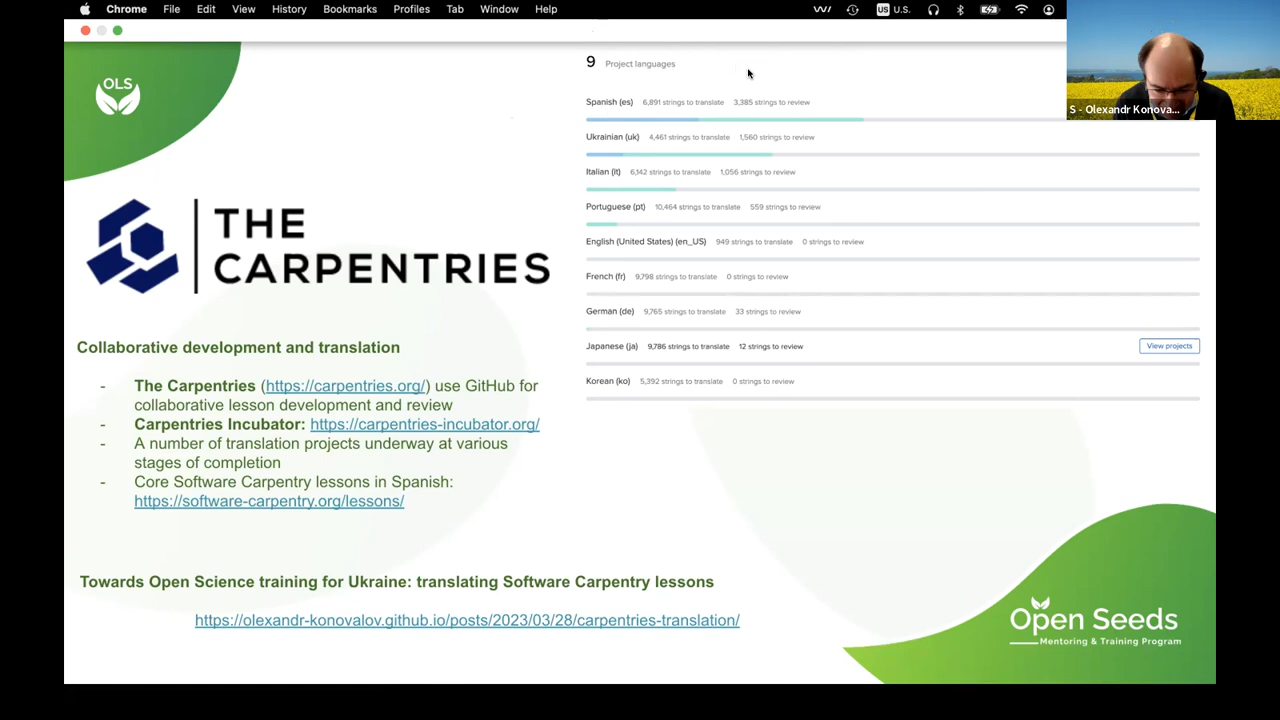 Chrome File Edit View History Bookmarks Profiles Tab Window Help
US U.S.
S - Olexandr Konova...
OLS
THE
CARPENTRIES
Collaborative development and translation
- The Carpentries (https://carpentries.org/) use GitHub for
collaborative lesson development and review
- Carpentries Incubator: https://carpentries-incubator.org/
- A number of translation projects underway at various
stages of completion
- Core Software Carpentry lessons in Spanish:
https://software-carpentry.org/lessons/
9 Project languages
Spanish (es) 6,891 strings to translate 3,385 strings to review
Ukrainian (uk) 4,461 strings to translate 1,560 strings to review
Italian (it) 6,142 strings to translate 1,056 strings to review
Portuguese (pt) 10,464 strings to translate 559 strings to review
English (United States) (en_US) 949 strings to translate 0 strings to review
French (fr) 9,798 strings to translate 0 strings to review
German (de) 9,765 strings to translate 33 strings to review
Japanese (ja) 9,786 strings to translate 12 strings to review View projects
Korean (ko) 5,392 strings to translate 0 strings to review
Towards Open Science training for Ukraine: translating Software Carpentry lessons
https://olexandr-konovalov.github.io/posts/2023/03/28/carpentries-translation/
Open Seeds
Mentoring & Training Program